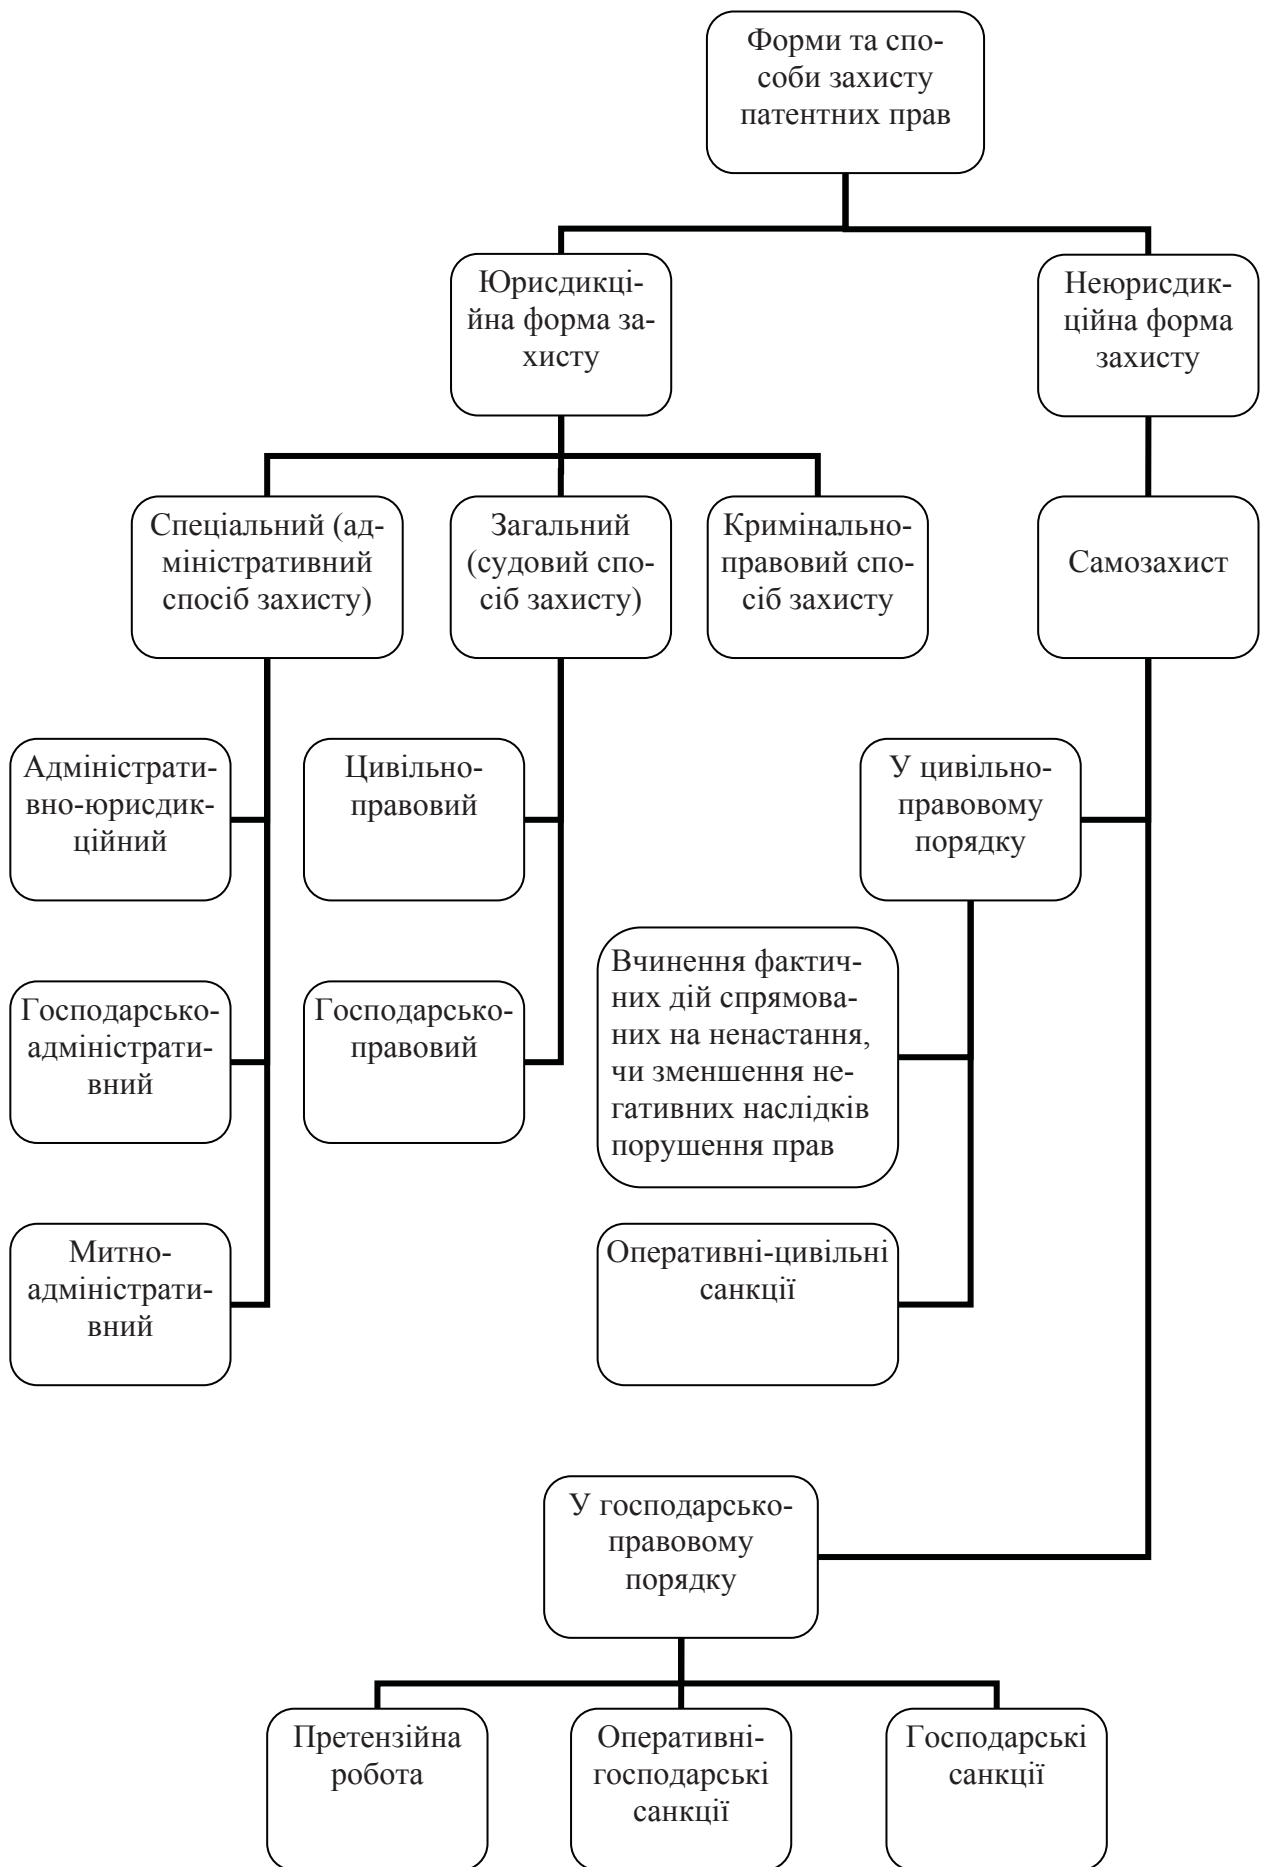 Форми та спо-
соби захисту
патентних прав
Юрисдикці-
йна форма за-
хисту
Неюрисдик-
ційна форма
захисту
Спеціальний (ад-
міністративний
спосіб захисту)
Загальний
(судовий спо-
сіб захисту)
Кримінально-
правовий спо-
сіб захисту
Самозахист
Адміністрати-
вно-юрисдик-
ційний
Цивільно-
правовий
У цивільно-
правовому
порядку
Вчинення фактич-
них дій спрямова-
них на ненастання,
чи зменшення не-
гативних наслідків
порушення прав
Господарсько-
адміністрати-
вний
Господарсько-
правовий
Митно-
адміністрати-
вний
Оперативні-цивільні
санкції
У господарсько-
правовому
порядку
Претензійна
робота
Оперативні-
господарські
санкції
Господарські
санкції